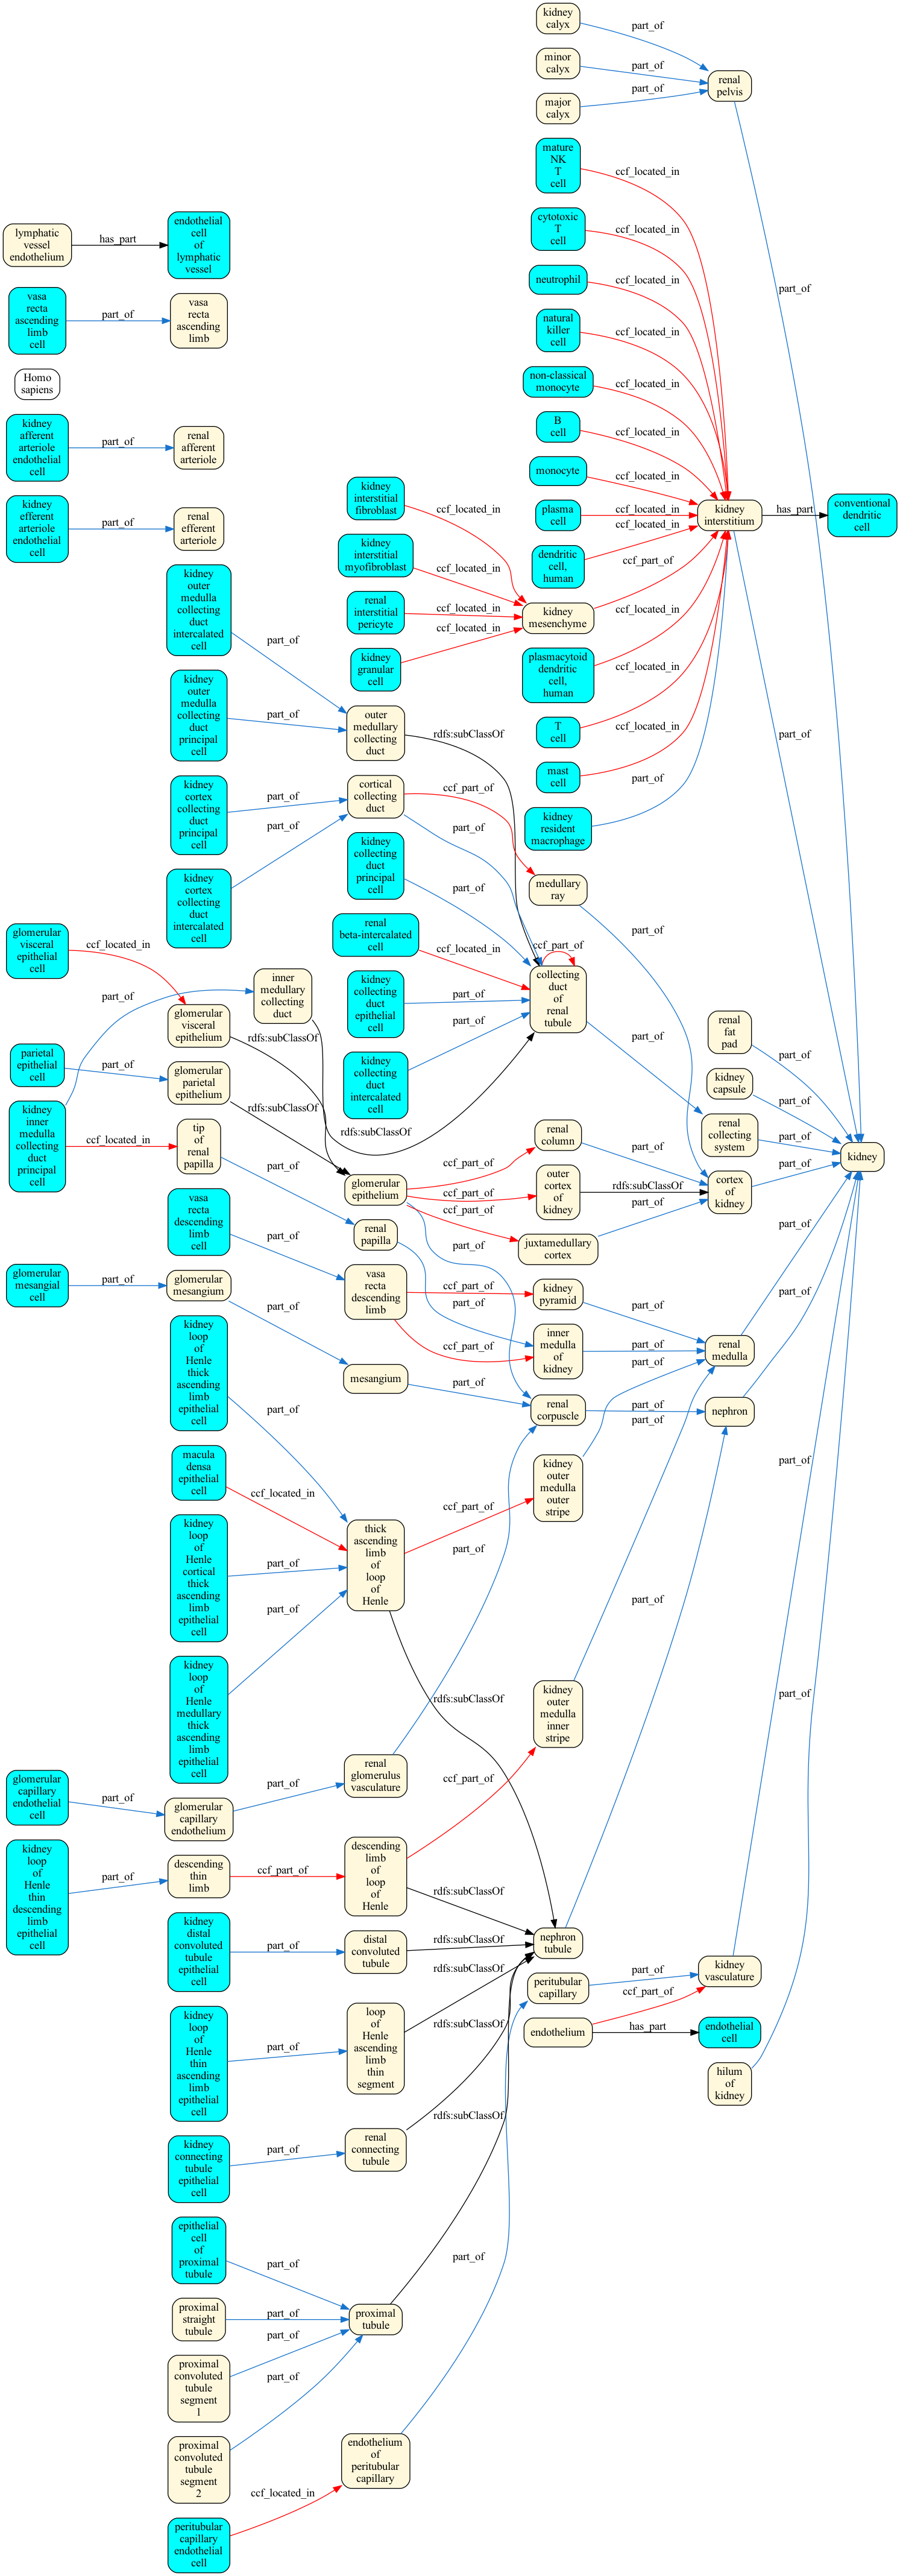 kidney
calyx
part_of
minor
calyx
part_of
renal
pelvis
major
calyx
part_of
mature
NK
T
cell
ccf_located_in
cytotoxic
T
cell
ccf_located_in
neutrophil
ccf_located_in
part_of
natural
killer
cell
ccf_located_in
non-classical
monocyte
ccf_located_in
B
cell
ccf_located_in
monocyte
ccf_located_in
plasma
cell
ccf_located_in
kidney
interstitium
has_part
conventional
dendritic
cell
dendritic
cell,
human
ccf_located_in
lymphatic
vessel
endothelium
has_part
endothelial
cell
of
lymphatic
vessel
vasa
recta
ascending
limb
cell
part_of
vasa
recta
ascending
limb
Homo
sapiens
kidney
afferent
arteriole
endothelial
cell
part_of
renal
afferent
arteriole
kidney
efferent
arteriole
endothelial
cell
part_of
renal
efferent
arteriole
kidney
interstitial
fibroblast
ccf_located_in
kidney
interstitial
myofibroblast
ccf_located_in
renal
interstitial
pericyte
ccf_located_in
kidney
granular
cell
ccf_located_in
kidney
mesenchyme
ccf_part_of
plasmacytoid
dendritic
cell,
human
ccf_located_in
T
cell
ccf_located_in
mast
cell
ccf_located_in
kidney
resident
macrophage
part_of
part_of
kidney
outer
medulla
collecting
duct
intercalated
cell
part_of
kidney
outer
medulla
collecting
duct
principal
cell
part_of
outer
medullary
collecting
duct
rdfs:subClassOf
kidney
cortex
collecting
duct
principal
cell
part_of
cortical
collecting
duct
ccf_part_of
part_of
kidney
cortex
collecting
duct
intercalated
cell
part_of
kidney
collecting
duct
principal
cell
part_of
medullary
ray
part_of
renal
beta-intercalated
cell
ccf_located_in
kidney
collecting
duct
epithelial
cell
part_of
kidney
collecting
duct
intercalated
cell
part_of
collecting
duct
of
renal
tubule
ccf_part_of
part_of
glomerular
visceral
epithelial
cell
ccf_located_in
glomerular
visceral
epithelium
rdfs:subClassOf
inner
medullary
collecting
duct
rdfs:subClassOf
part_of
parietal
epithelial
cell
part_of
glomerular
parietal
epithelium
rdfs:subClassOf
kidney
inner
medulla
collecting
duct
principal
cell
ccf_located_in
tip
of
renal
papilla
part_of
renal
fat
pad
part_of
kidney
capsule
part_of
renal
collecting
system
part_of
kidney
glomerular
epithelium
ccf_part_of
ccf_part_of
ccf_part_of
part_of
renal
column
part_of
outer
cortex
of
kidney
rdfs:subClassOf
juxtamedullary
cortex
part_of
cortex
of
kidney
part_of
renal
papilla
part_of
vasa
recta
descending
limb
cell
part_of
vasa
recta
descending
limb
ccf_part_of
ccf_part_of
kidney
pyramid
part_of
inner
medulla
of
kidney
part_of
renal
medulla
part_of
glomerular
mesangial
cell
part_of
glomerular
mesangium
part_of
mesangium
part_of
renal
corpuscle
part_of
nephron
part_of
kidney
loop
of
Henle
thick
ascending
limb
epithelial
cell
part_of
macula
densa
epithelial
cell
ccf_located_in
kidney
loop
of
Henle
cortical
thick
ascending
limb
epithelial
cell
part_of
kidney
loop
of
Henle
medullary
thick
ascending
limb
epithelial
cell
part_of
thick
ascending
limb
of
loop
of
Henle
ccf_part_of
rdfs:subClassOf
kidney
outer
medulla
outer
stripe
part_of
kidney
outer
medulla
inner
stripe
part_of
glomerular
capillary
endothelial
cell
part_of
glomerular
capillary
endothelium
part_of
renal
glomerulus
vasculature
part_of
kidney
loop
of
Henle
thin
descending
limb
epithelial
cell
part_of
descending
thin
limb
ccf_part_of
descending
limb
of
loop
of
Henle
ccf_part_of
rdfs:subClassOf
kidney
distal
convoluted
tubule
epithelial
cell
part_of
distal
convoluted
tubule
rdfs:subClassOf
nephron
tubule
part_of
kidney
loop
of
Henle
thin
ascending
limb
epithelial
cell
part_of
loop
of
Henle
ascending
limb
thin
segment
rdfs:subClassOf
peritubular
capillary
part_of
kidney
vasculature
part_of
endothelium
ccf_part_of
has_part
endothelial
cell
hilum
of
kidney
part_of
kidney
connecting
tubule
epithelial
cell
part_of
renal
connecting
tubule
rdfs:subClassOf
epithelial
cell
of
proximal
tubule
part_of
proximal
straight
tubule
part_of
proximal
convoluted
tubule
segment
1
part_of
proximal
convoluted
tubule
segment
2
part_of
proximal
tubule
rdfs:subClassOf
peritubular
capillary
endothelial
cell
ccf_located_in
endothelium
of
peritubular
capillary
part_of